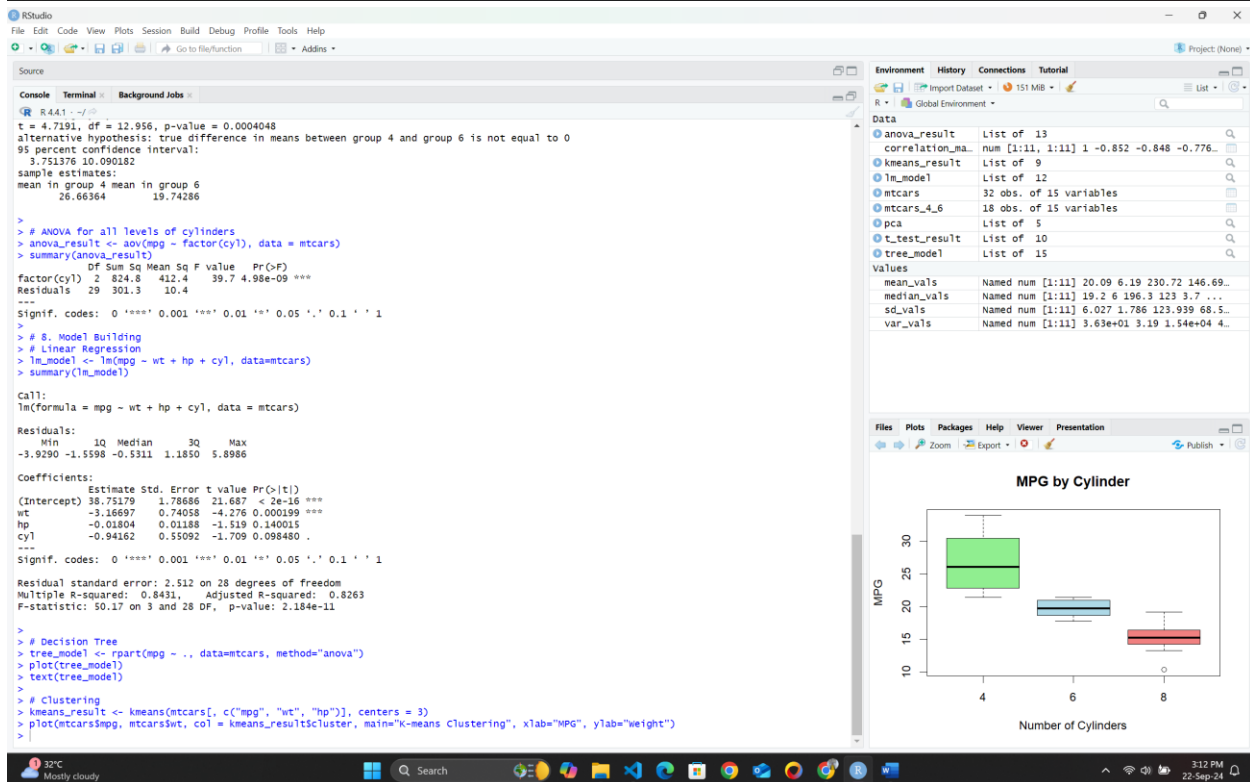 RStudio
File Edit Code View Plots Session Build Debug Profile Tools Help
Go to file/function Addins
Project: (None)
Source
Console Terminal Background Jobs
R 4.4.1 · ~/
t = 4.7191, df = 12.956, p-value = 0.0004048
alternative hypothesis: true difference in means between group 4 and group 6 is not equal to 0
95 percent confidence interval:
3.751376 10.090182
sample estimates:
mean in group 4 mean in group 6
26.66364 19.74286
>
> # ANOVA for all levels of cylinders
> anova_result <- aov(mpg ~ factor(cyl), data = mtcars)
> summary(anova_result)
Df Sum Sq Mean Sq F value Pr(>F)
factor(cyl) 2 824.8 412.4 39.7 4.98e-09 ***
Residuals 29 301.3 10.4
---
Signif. codes: 0 ‘***’ 0.001 ‘**’ 0.01 ‘*’ 0.05 ‘.’ 0.1 ‘ ’ 1
>
> # 8. Model Building
> # Linear Regression
> lm_model <- lm(mpg ~ wt + hp + cyl, data=mtcars)
> summary(lm_model)
Call:
lm(formula = mpg ~ wt + hp + cyl, data = mtcars)
Residuals:
Min 1Q Median 3Q Max
-3.9290 -1.5598 -0.5311 1.1850 5.8986
Coefficients:
Estimate Std. Error t value Pr(>|t|)
(Intercept) 38.75179 1.78686 21.687 < 2e-16 ***
wt -3.16697 0.74058 -4.276 0.000199 ***
hp -0.01804 0.01188 -1.519 0.140015
cyl -0.94162 0.55092 -1.709 0.098480 .
---
Signif. codes: 0 ‘***’ 0.001 ‘**’ 0.01 ‘*’ 0.05 ‘.’ 0.1 ‘ ’ 1
Residual standard error: 2.512 on 28 degrees of freedom
Multiple R-squared: 0.8431, Adjusted R-squared: 0.8263
F-statistic: 50.17 on 3 and 28 DF, p-value: 2.184e-11
>
> # Decision Tree
> tree_model <- rpart(mpg ~ ., data=mtcars, method="anova")
> plot(tree_model)
> text(tree_model)
>
> # Clustering
> kmeans_result <- kmeans(mtcars[, c("mpg", "wt", "hp")], centers = 3)
> plot(mtcars$mpg, mtcars$wt, col = kmeans_result$cluster, main="K-means Clustering", xlab="MPG", ylab="Weight")
>
Environment History Connections Tutorial
Import Dataset 151 MiB List
R Global Environment
Data
anova_result List of 13
correlation_ma… num [1:11, 1:11] 1 -0.852 -0.848 -0.776…
kmeans_result List of 9
lm_model List of 12
mtcars 32 obs. of 15 variables
mtcars_4_6 18 obs. of 15 variables
pca List of 5
t_test_result List of 10
tree_model List of 15
Values
mean_vals Named num [1:11] 20.09 6.19 230.72 146.69…
median_vals Named num [1:11] 19.2 6 196.3 123 3.7 ...
sd_vals Named num [1:11] 6.027 1.786 123.939 68.5…
var_vals Named num [1:11] 3.63e+01 3.19 1.54e+04 4…
Files Plots Packages Help Viewer Presentation
Zoom Export Publish
MPG by Cylinder
MPG
30
25
20
15
10
4 6 8
Number of Cylinders
1
32°C
Mostly cloudy
Search
3:12 PM
22-Sep-24